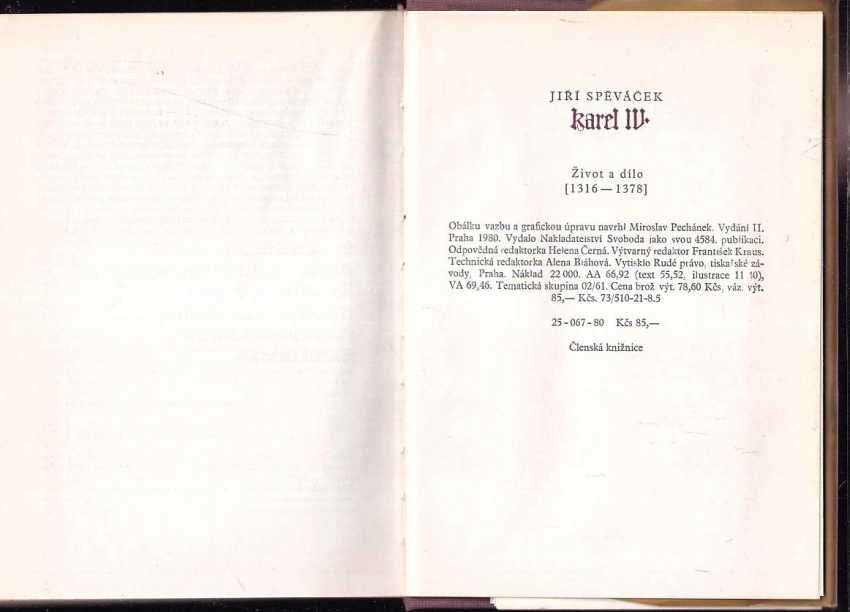 JIŘÍ SPĚVÁČEK
Karel IV.
Život a dílo
[1316 — 1378]
Obálku vazbu a grafickou úpravu navrhl Miroslav Pechánek. Vydání II.
Praha 1980. Vydalo Nakladatelství Svoboda jako svou 4584. publikaci.
Odpovědná redaktorka Helena Černá. Výtvarný redaktor František Kraus.
Technická redaktorka Alena Bláhová. Vytisklo Rudé právo, tiskařské zá-
vody, Praha. Náklad 22 000. AA 66,92 (text 55,52, ilustrace 11 40),
VA 69,46. Tematická skupina 02/61. Cena brož. výt. 78,60 Kčs, váz. výt.
85,— Kčs. 73/510-21-8.5
25 - 067 - 80 Kčs 85,—
Členská knižnice